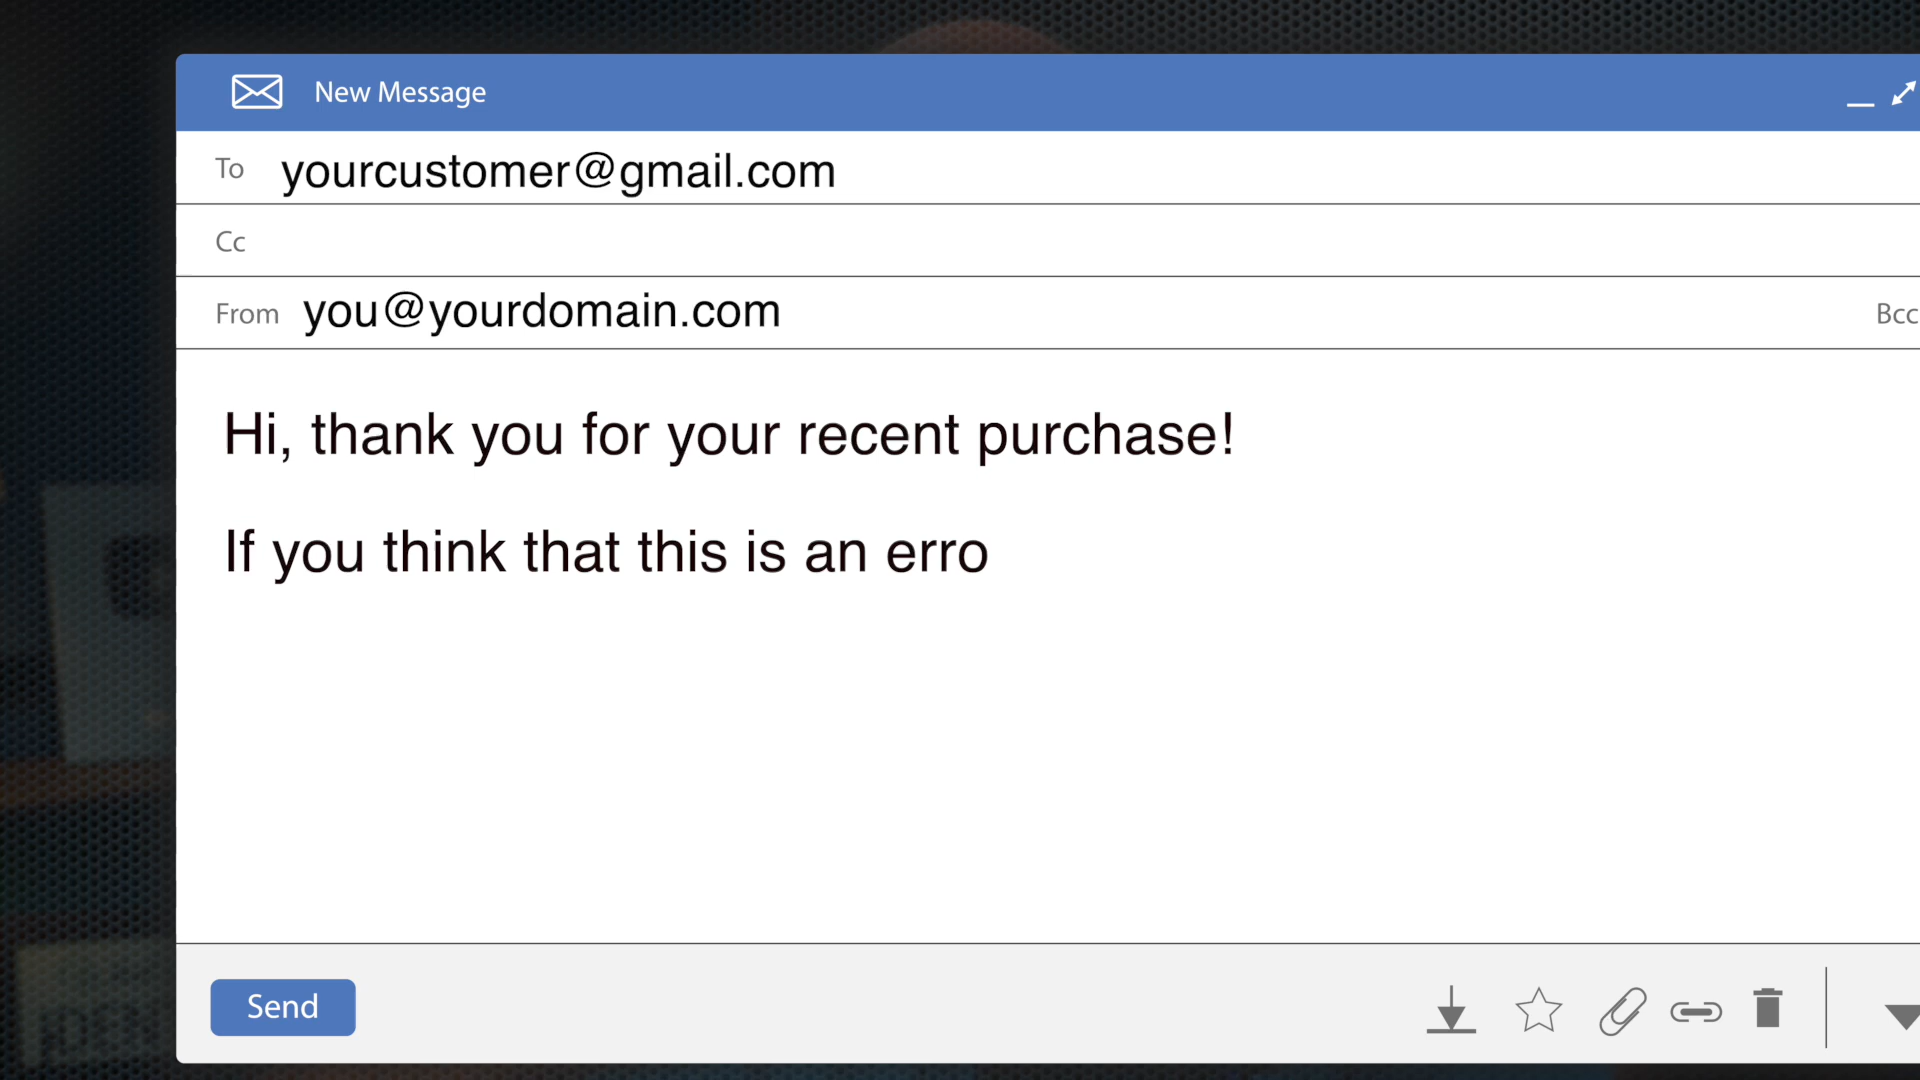 New Message
To yourcustomer@gmail.com
Cc
From you@yourdomain.com Bcc
Hi, thank you for your recent purchase!
If you think that this is an erro
Send